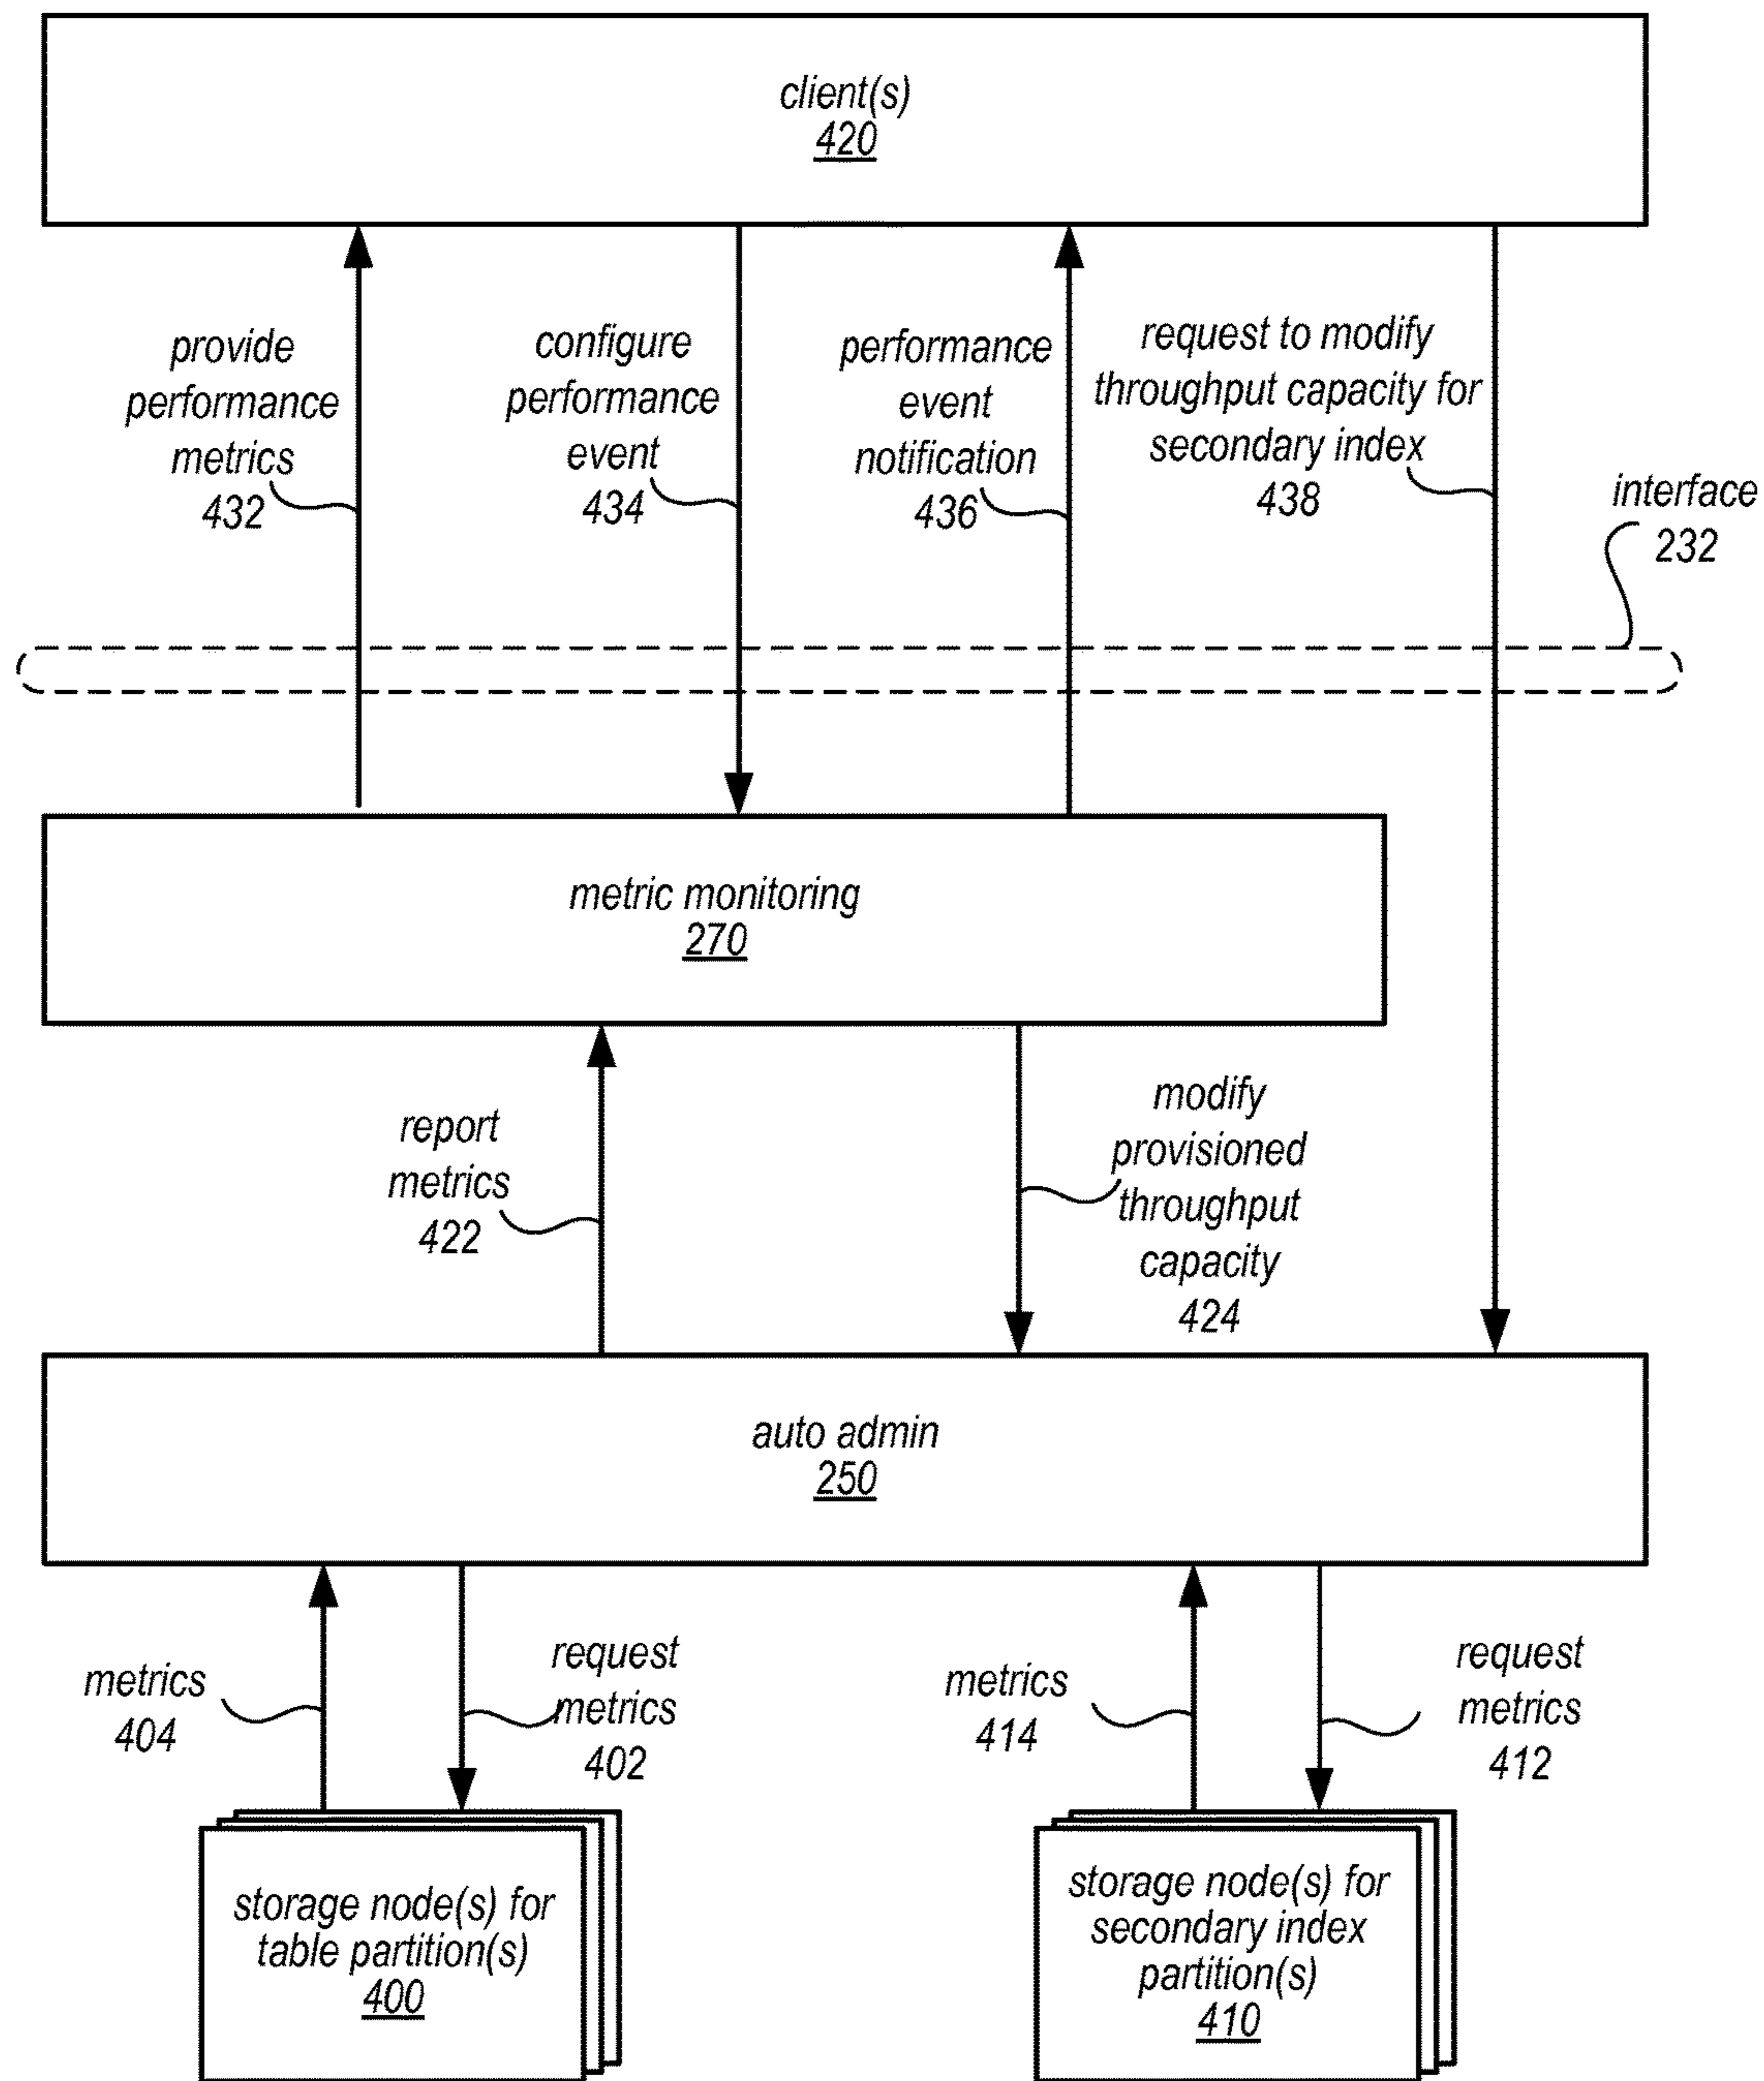 client(s)
420
provide
performance
metrics
432
configure
performance
event
434
performance
event
notification
436
request to modify
throughput capacity for
secondary index
438
interface
232
metric monitoring
270
report
metrics
422
modify
provisioned
throughput
capacity
424
auto admin
250
metrics
404
request
metrics
402
metrics
414
request
metrics
412
storage node(s) for
table partition(s)
400
storage node(s) for
secondary index
partition(s)
410